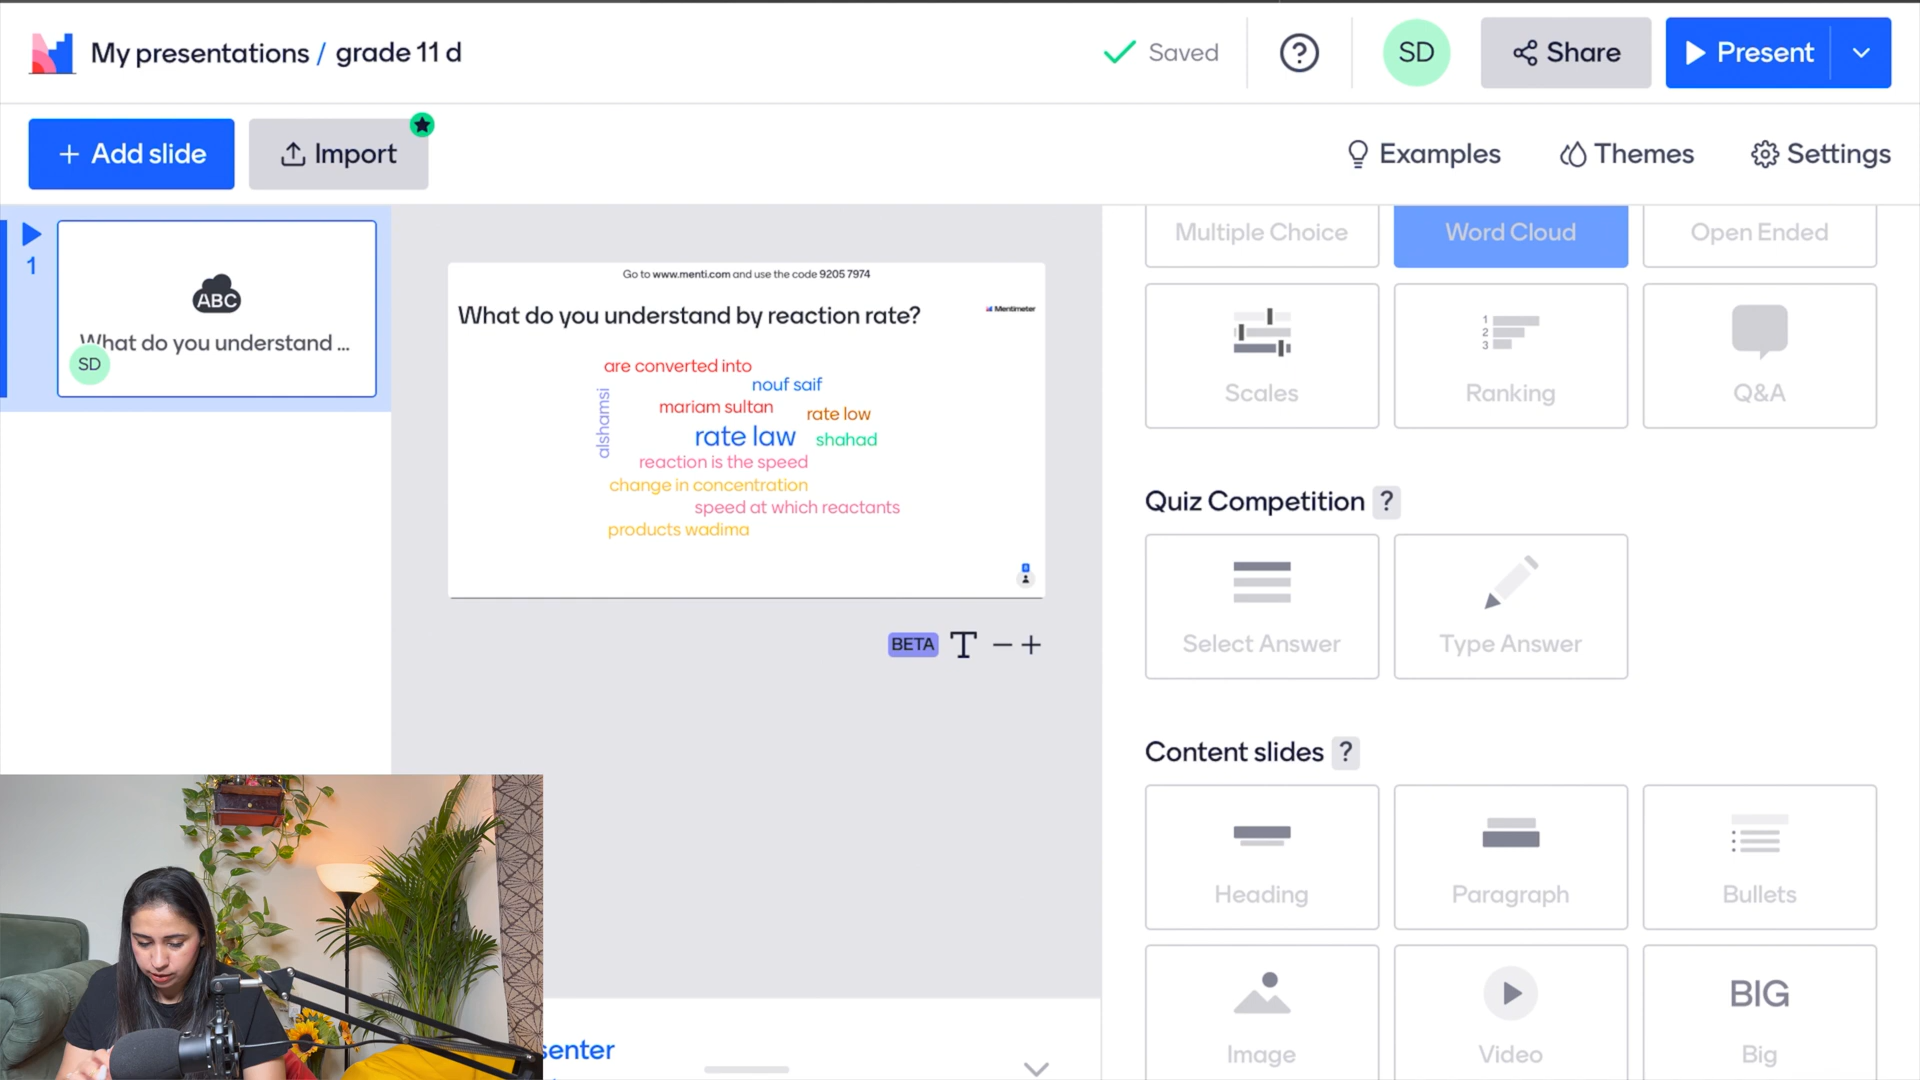 My presentations / grade 11 d
Saved
?
SD
Share
Present
+ Add slide
Import
Examples
Themes
Settings
1
ABC
What do you understand ...
SD
Go to www.menti.com and use the code 9205 7974
What do you understand by reaction rate?
Mentimeter
are converted into
nouf saif
alshamsi
mariam sultan
rate low
rate law
shahad
reaction is the speed
change in concentration
speed at which reactants
products wadima
BETA T − +
senter
Multiple Choice
Word Cloud
Open Ended
1
2
3
Scales
Ranking
Q&A
Quiz Competition ?
Select Answer
Type Answer
Content slides ?
Heading
Paragraph
Bullets
BIG
Image
Video
Big